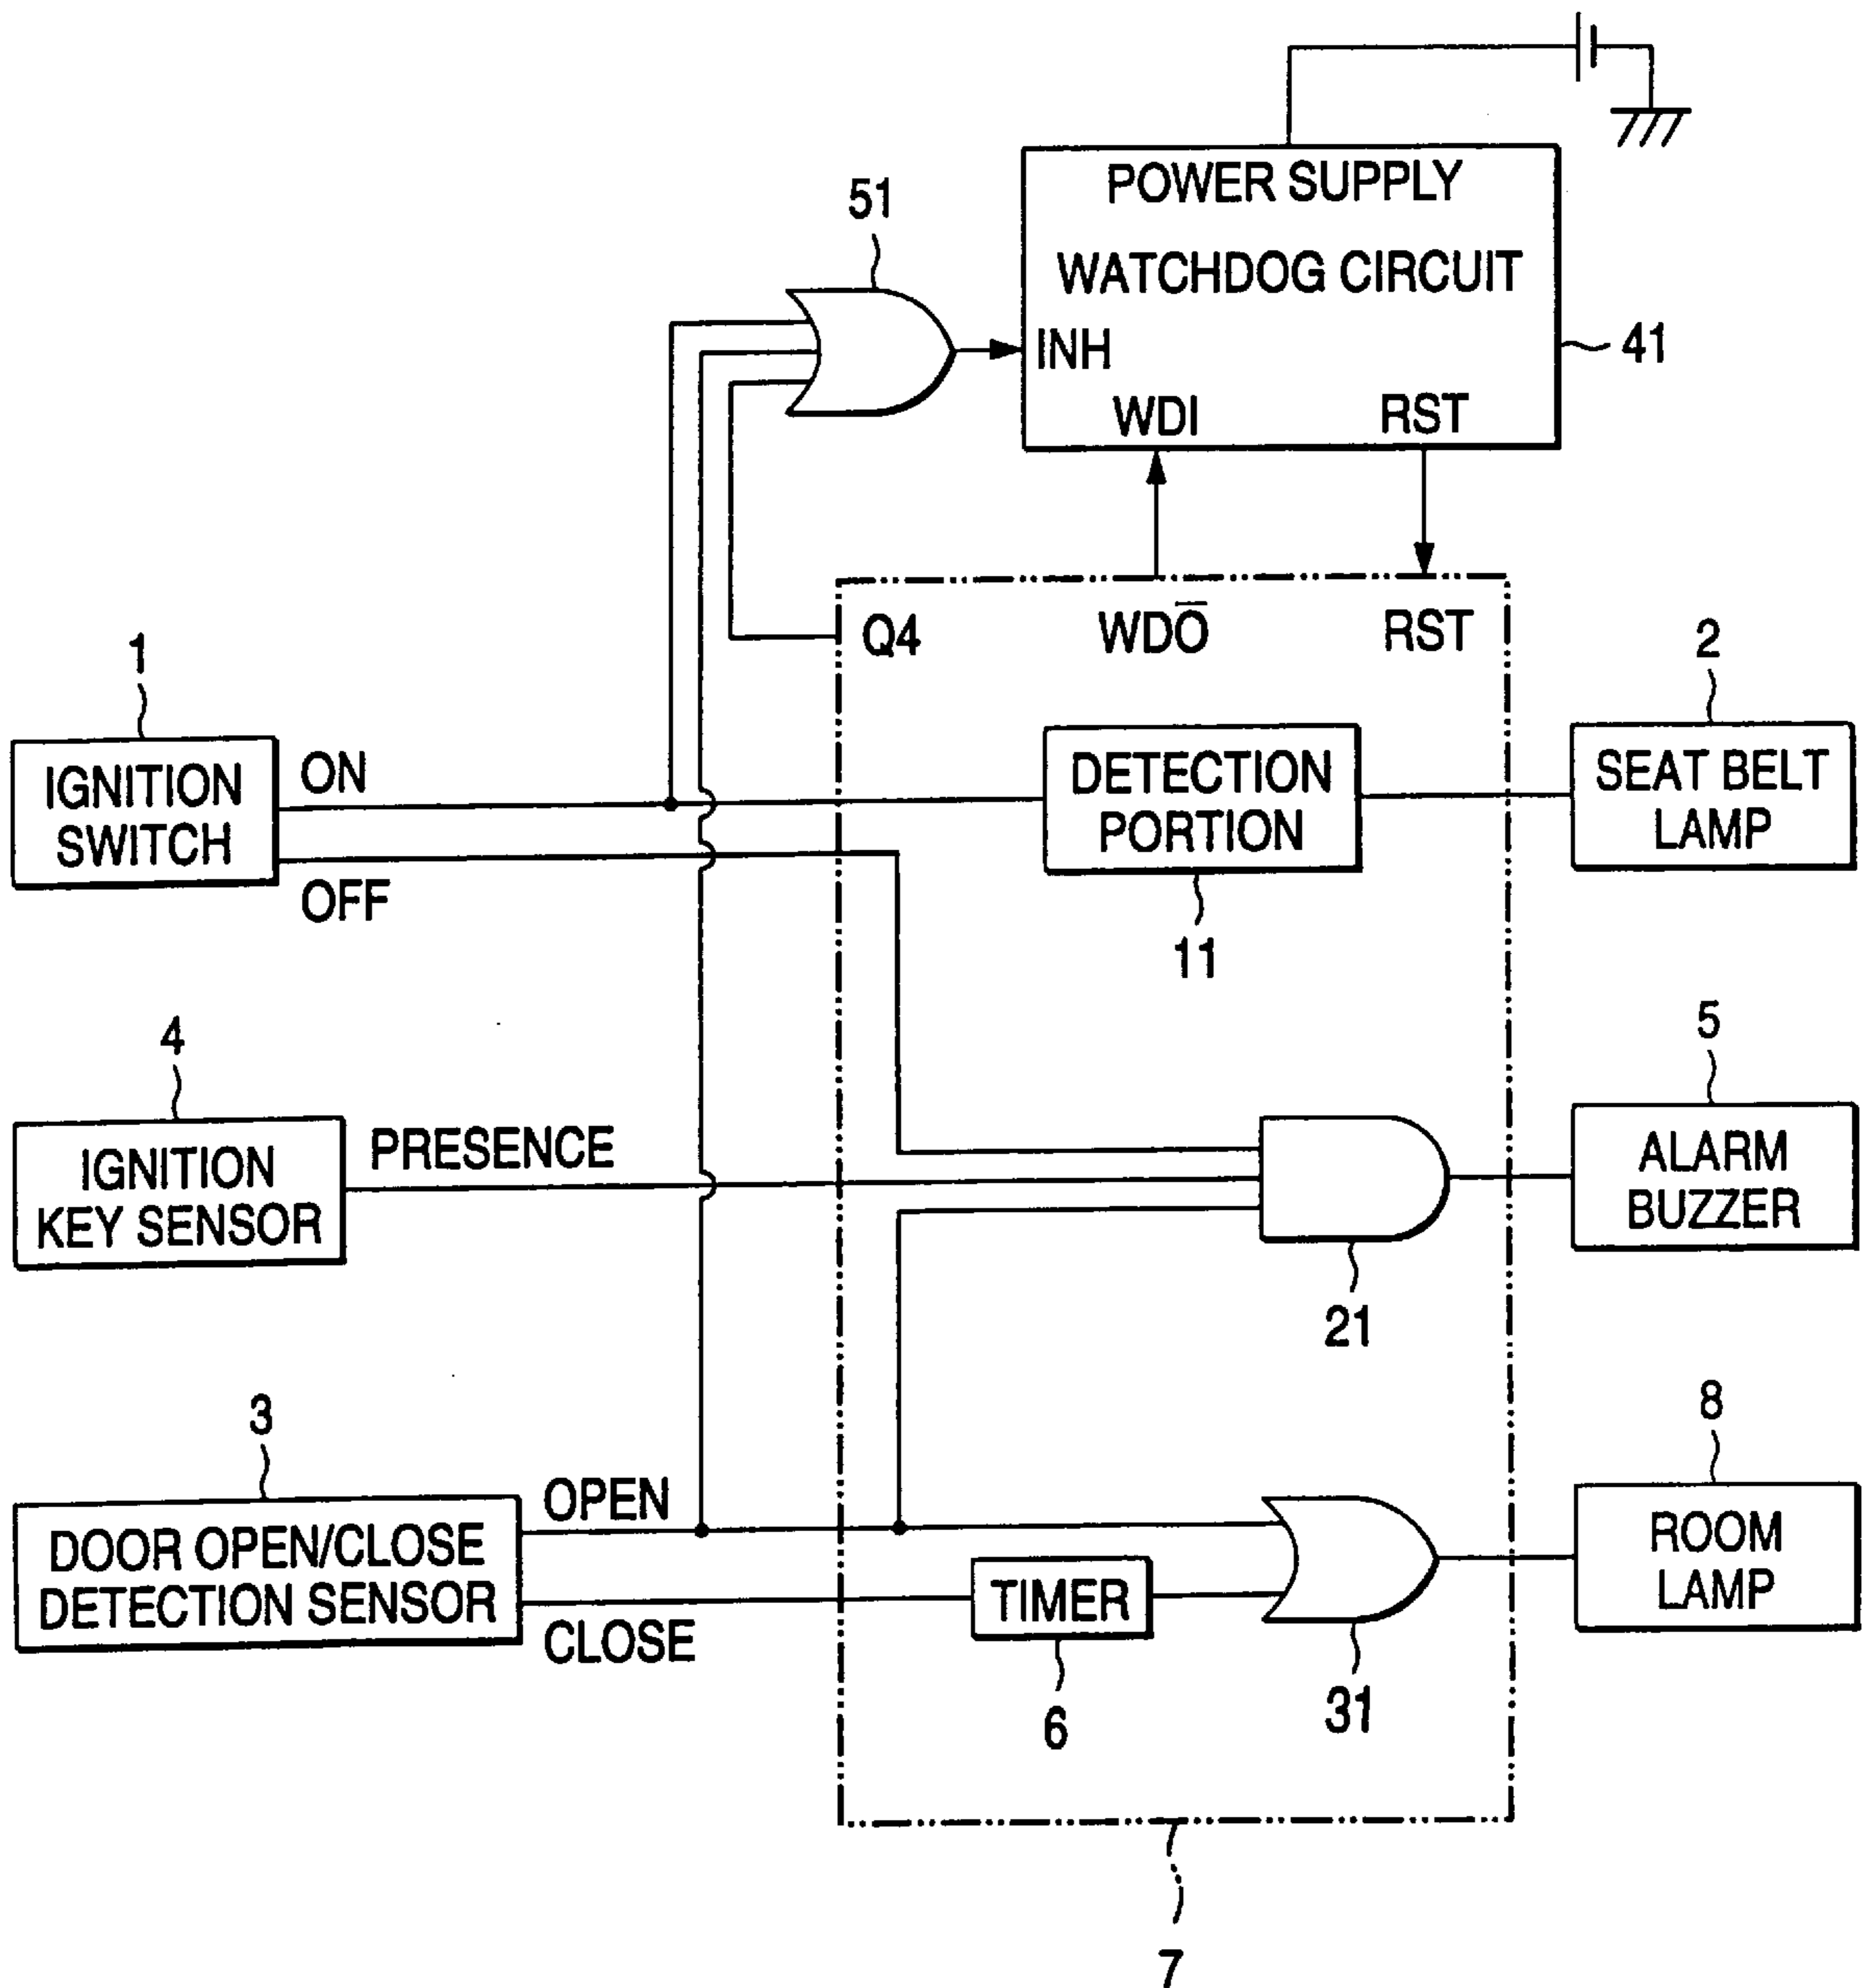 POWER SUPPLY
WATCHDOG CIRCUIT
51
INH
41
WDI RST
Q4 WDO̅ RST
1
2
IGNITION
SWITCH
ON
OFF
DETECTION
PORTION
SEAT BELT
LAMP
11
4
5
IGNITION
KEY SENSOR
PRESENCE
ALARM
BUZZER
21
3
8
DOOR OPEN/CLOSE
DETECTION SENSOR
OPEN
CLOSE
TIMER
ROOM
LAMP
6
31
7